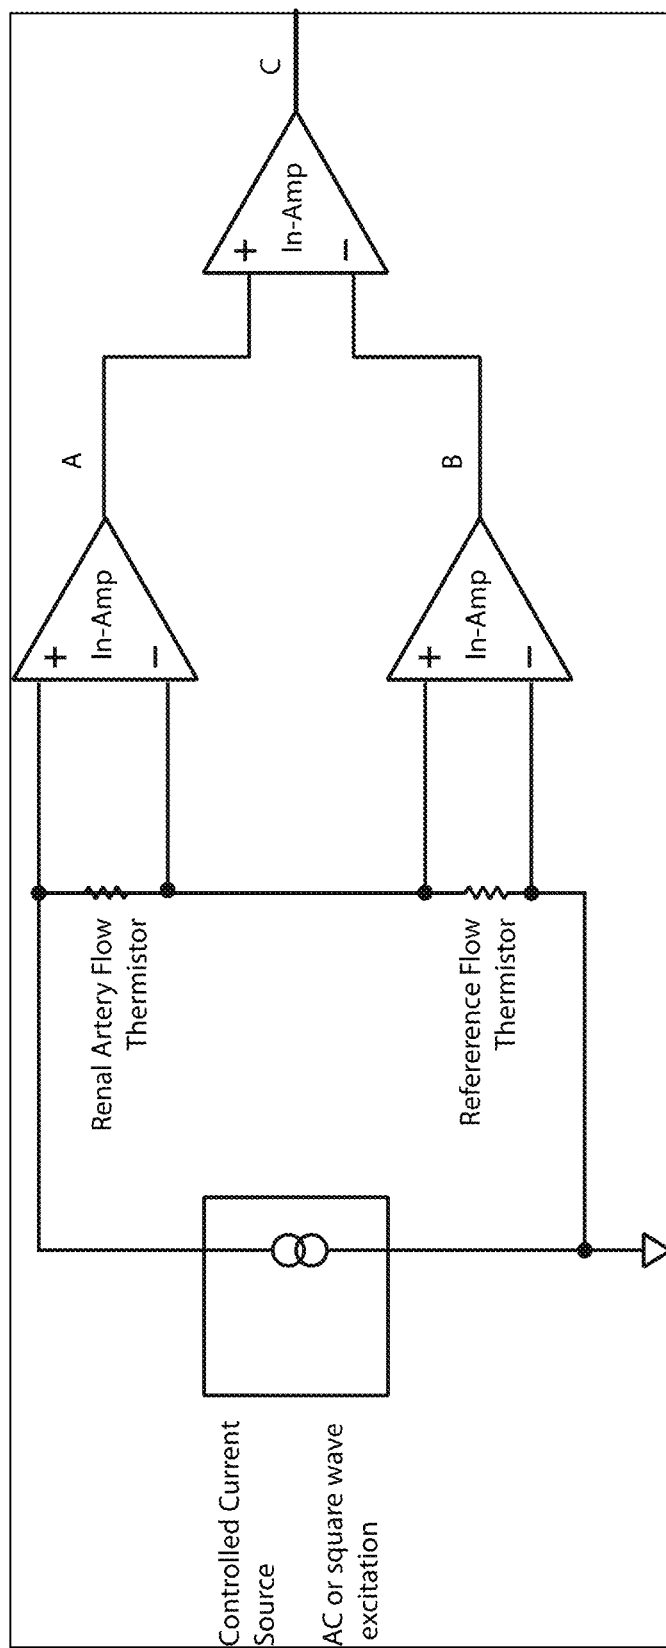 Controlled Current
Source
AC or square wave
excitation
Renal Artery Flow
Thermistor
Refererence Flow
Thermistor
+
In-Amp
−
A
+
In-Amp
−
B
+
In-Amp
−
C